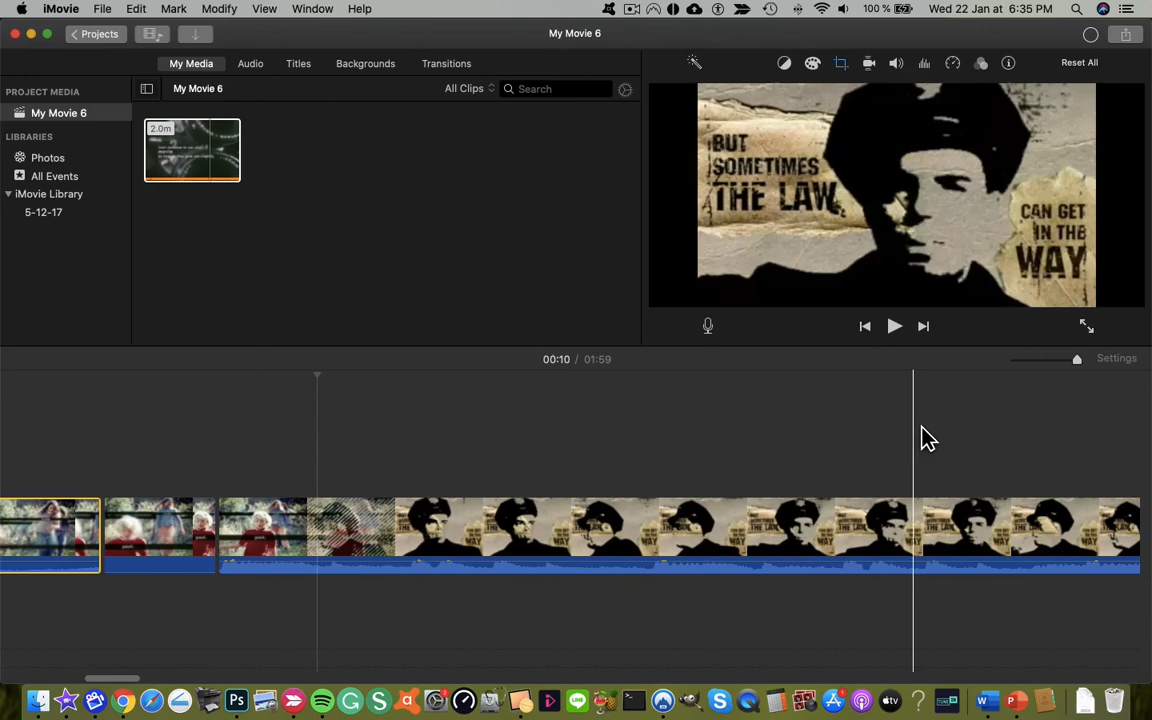 iMovie File Edit Mark Modify View Window Help 100 % Wed 22 Jan at 6:35 PM
Projects My Movie 6
My Media Audio Titles Backgrounds Transitions Reset All
PROJECT MEDIA My Movie 6 All Clips Search
My Movie 6
LIBRARIES
Photos
All Events
iMovie Library
5-12-17
2.0m
BUT
SOMETIMES
THE LAW,
CAN GET
IN THE
WAY
00:10 / 01:59 Settings